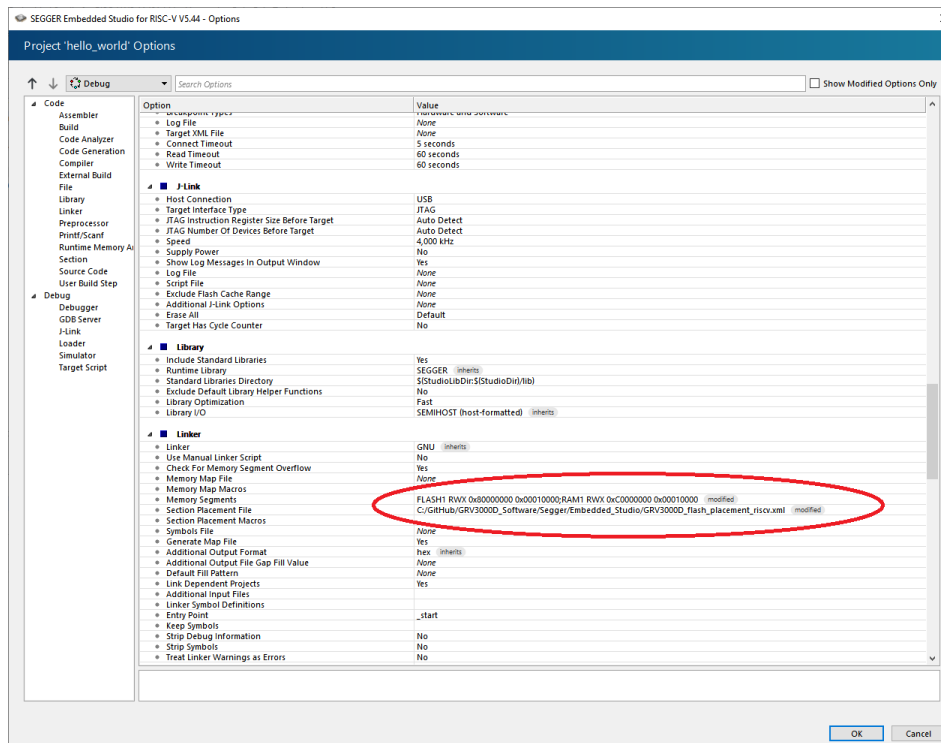 SEGGER Embedded Studio for RISC-V V5.44 - Options
Project 'hello_world' Options
Debug Search Options Show Modified Options Only
Code
Assembler
Build
Code Analyzer
Code Generation
Compiler
External Build
File
Library
Linker
Preprocessor
Printf/Scanf
Runtime Memory
Section
Source Code
User Build Step
Debug
Debugger
GDB Server
J-Link
Loader
Simulator
Target Script
Option Value
Breakpoint Types Hardware and Software
Log File None
Target XML File None
Connect Timeout 5 seconds
Read Timeout 60 seconds
Write Timeout 60 seconds
J-Link
Host Connection USB
Target Interface Type JTAG
JTAG Instruction Register Size Before Target Auto Detect
JTAG Number Of Devices Before Target Auto Detect
Speed 4,000 kHz
Supply Power No
Show Log Messages In Output Window Yes
Log File None
Script File None
Exclude Flash Cache Range None
Additional J-Link Options None
Erase All Default
Target Has Cycle Counter No
Library
Include Standard Libraries Yes
Runtime Library SEGGER inherits
Standard Libraries Directory $(StudioLibDir:$(StudioDir)/lib)
Exclude Default Library Helper Functions No
Library Optimization Fast
Library I/O SEMIHOST (host-formatted) inherits
Linker
Linker GNU inherits
Use Manual Linker Script No
Check For Memory Segment Overflow Yes
Memory Map File None
Memory Map Macros
Memory Segments FLASH1 RWX 0x80000000 0x00010000;RAM1 RWX 0xC0000000 0x00010000 modified
Section Placement File C:/GitHub/GRV3000D_Software/Segger/Embedded_Studio/GRV3000D_flash_placement_riscv.xml modified
Section Placement Macros
Symbols File None
Generate Map File Yes
Additional Output Format hex inherits
Additional Output File Gap Fill Value None
Default Fill Pattern None
Link Dependent Projects Yes
Additional Input Files
Linker Symbol Definitions
Entry Point _start
Keep Symbols
Strip Debug Information No
Strip Symbols No
Treat Linker Warnings as Errors No
OK Cancel